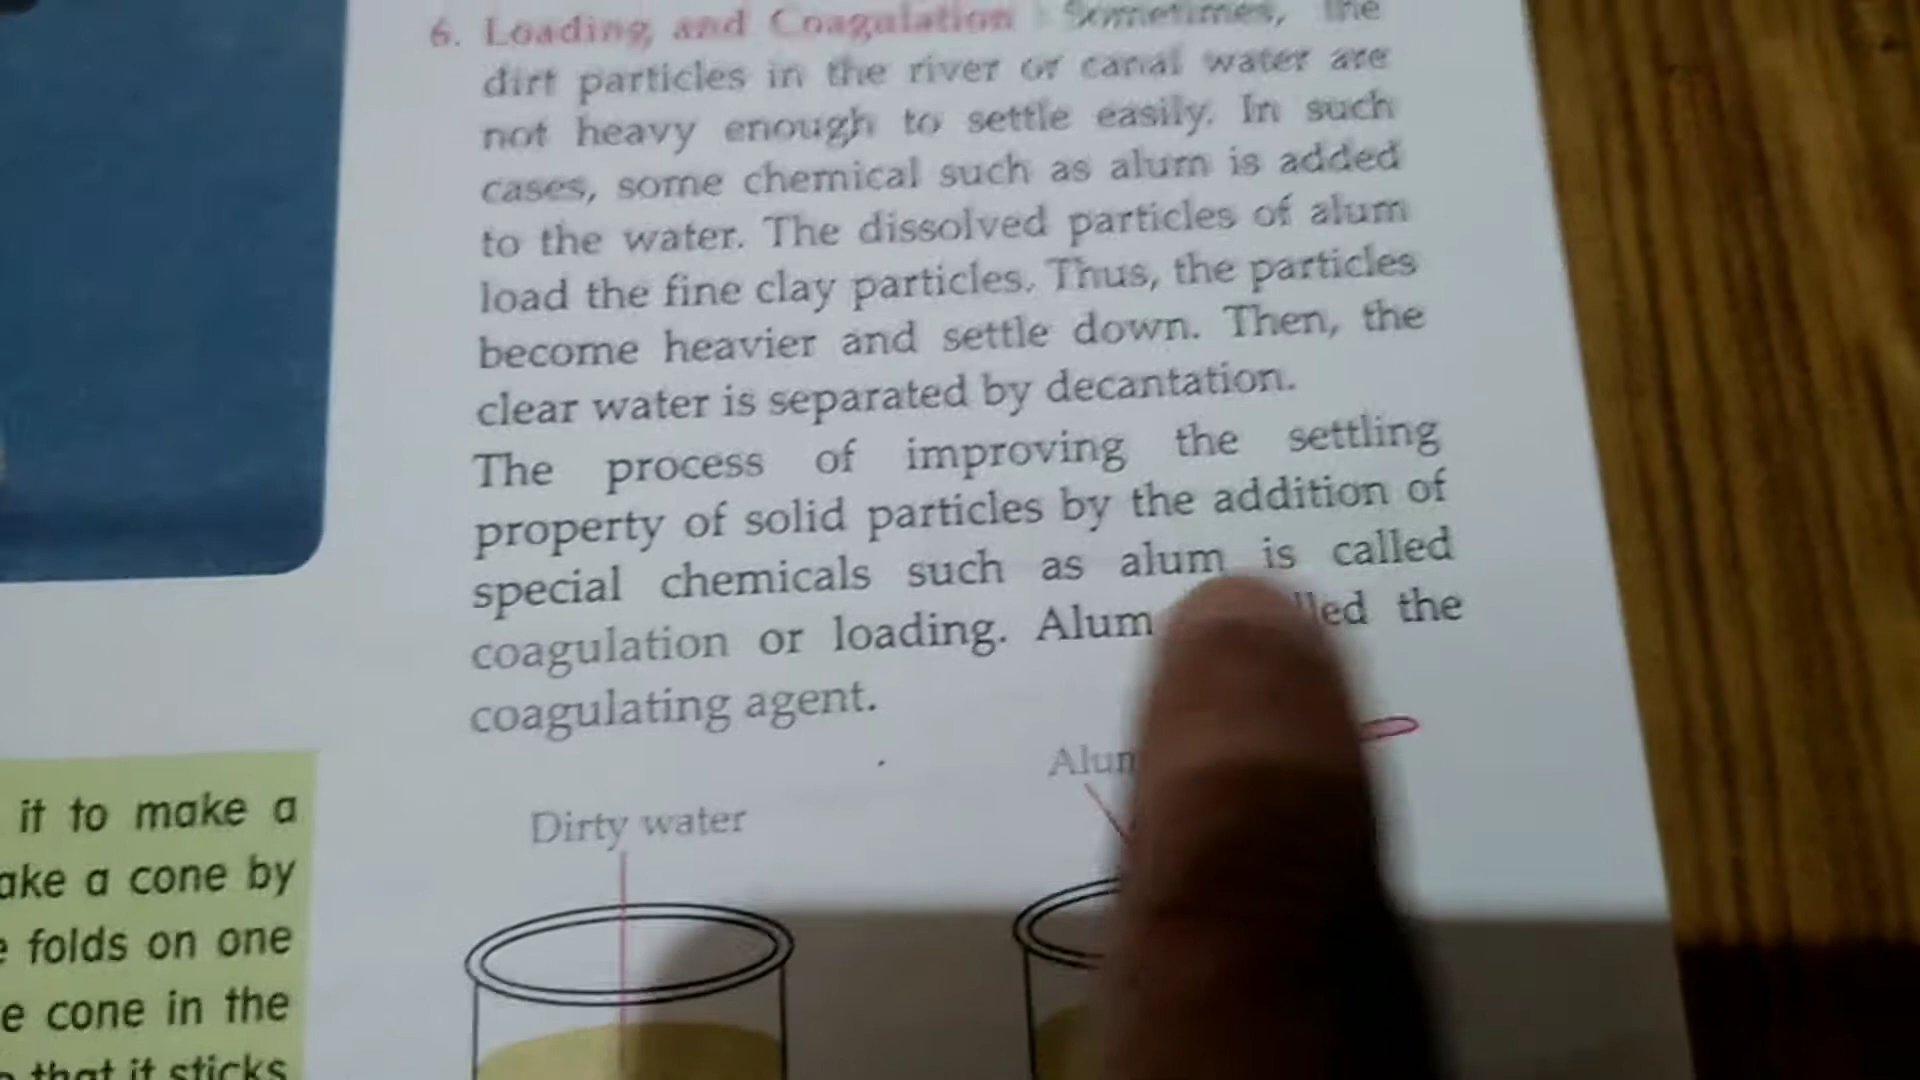 6. Loading and Coagulation : Sometimes, the
dirt particles in the river or canal water are
not heavy enough to settle easily. In such
cases, some chemical such as alum is added
to the water. The dissolved particles of alum
load the fine clay particles. Thus, the particles
become heavier and settle down. Then, the
clear water is separated by decantation.
The process of improving the settling
property of solid particles by the addition of
special chemicals such as alum is called
coagulation or loading. Alum lled the
coagulating agent.
Alum
Dirty water
it to make a
ake a cone by
e folds on one
e cone in the
that it sticks